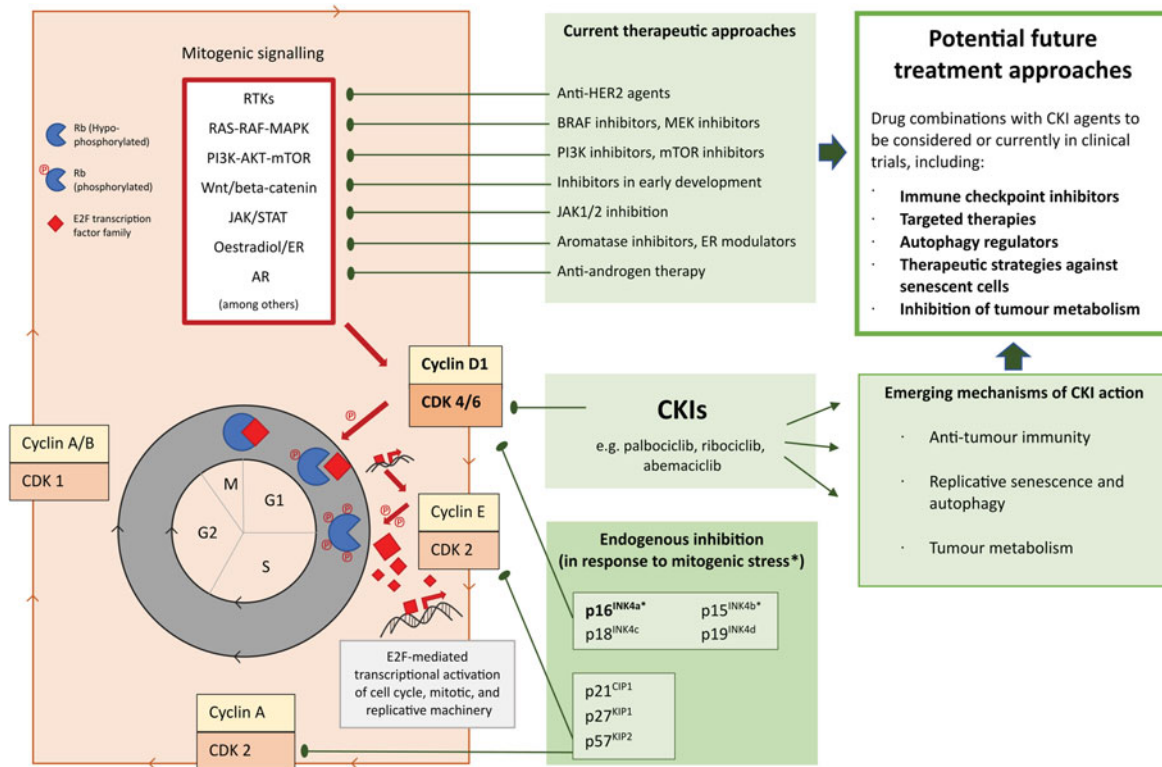 Mitogenic signalling
RTKs
RAS-RAF-MAPK
PI3K-AKT-mTOR
Wnt/beta-catenin
JAK/STAT
Oestradiol/ER
AR
(among others)
Rb (Hypo-
phosphorylated)
P
Rb
(phosphorylated)
E2F transcription
factor family
Current therapeutic approaches
Anti-HER2 agents
BRAF inhibitors, MEK inhibitors
PI3K inhibitors, mTOR inhibitors
Inhibitors in early development
JAK1/2 inhibition
Aromatase inhibitors, ER modulators
Anti-androgen therapy
Potential future
treatment approaches
Drug combinations with CKI agents to
be considered or currently in clinical
trials, including:
· Immune checkpoint inhibitors
· Targeted therapies
· Autophagy regulators
· Therapeutic strategies against
senescent cells
· Inhibition of tumour metabolism
Cyclin D1
CDK 4/6
P
CKIs
e.g. palbociclib, ribociclib,
abemaciclib
Emerging mechanisms of CKI action
· Anti-tumour immunity
· Replicative senescence and
autophagy
· Tumour metabolism
Cyclin A/B
CDK 1
M
G1
G2
S
P
P
P
P
P
P
P
Cyclin E
CDK 2
E2F-mediated
transcriptional activation
of cell cycle, mitotic, and
replicative machinery
Cyclin A
CDK 2
Endogenous inhibition
(in response to mitogenic stress*)
p16INK4a* p15INK4b*
p18INK4c p19INK4d
p21CIP1
p27KIP1
p57KIP2